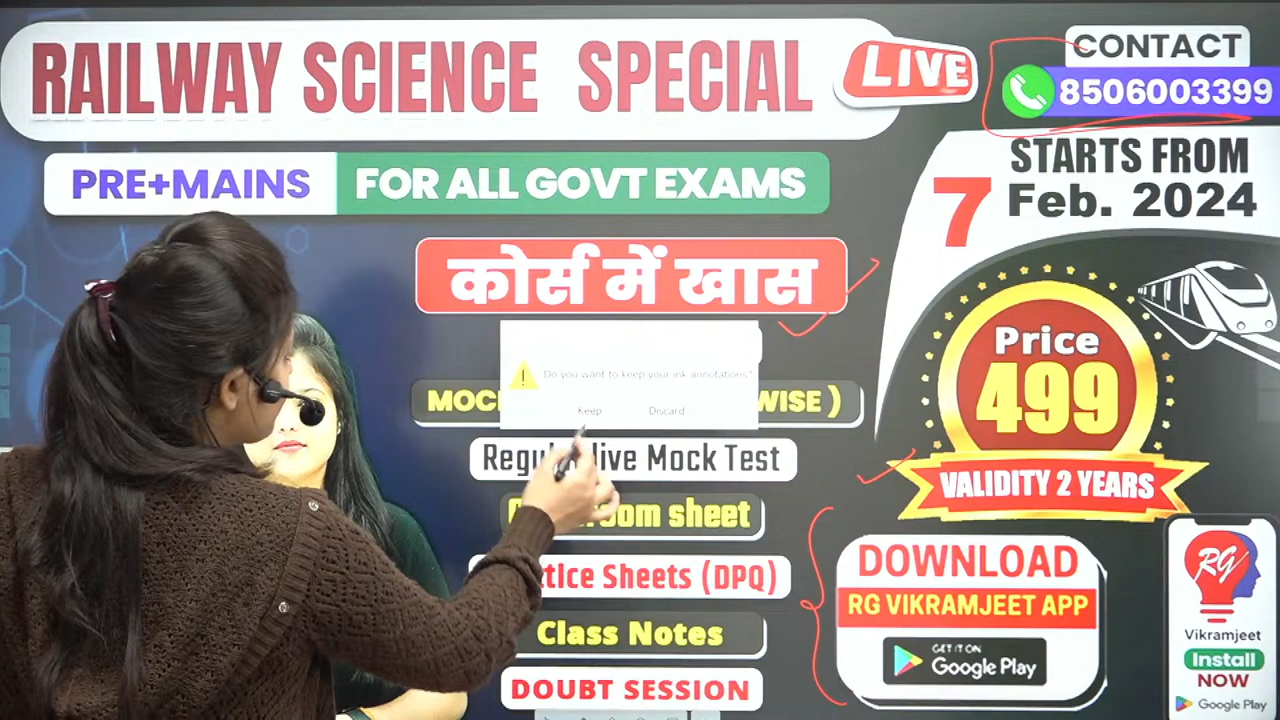 RAILWAY SCIENCE SPECIAL
LIVE
CONTACT
8506003399
PRE+MAINS FOR ALL GOVT EXAMS
7 STARTS FROM
Feb. 2024
कोर्स में खास
Do you want to keep your ink annotations?
Keep Discard
WISE )
Live Mock Test
sheet
Sheets (DPQ)
Class Notes
DOUBT SESSION
Price
499
VALIDITY 2 YEARS
DOWNLOAD
RG VIKRAMJEET APP
GET IT ON
Google Play
RG
Vikramjeet
Install
NOW
Google Play